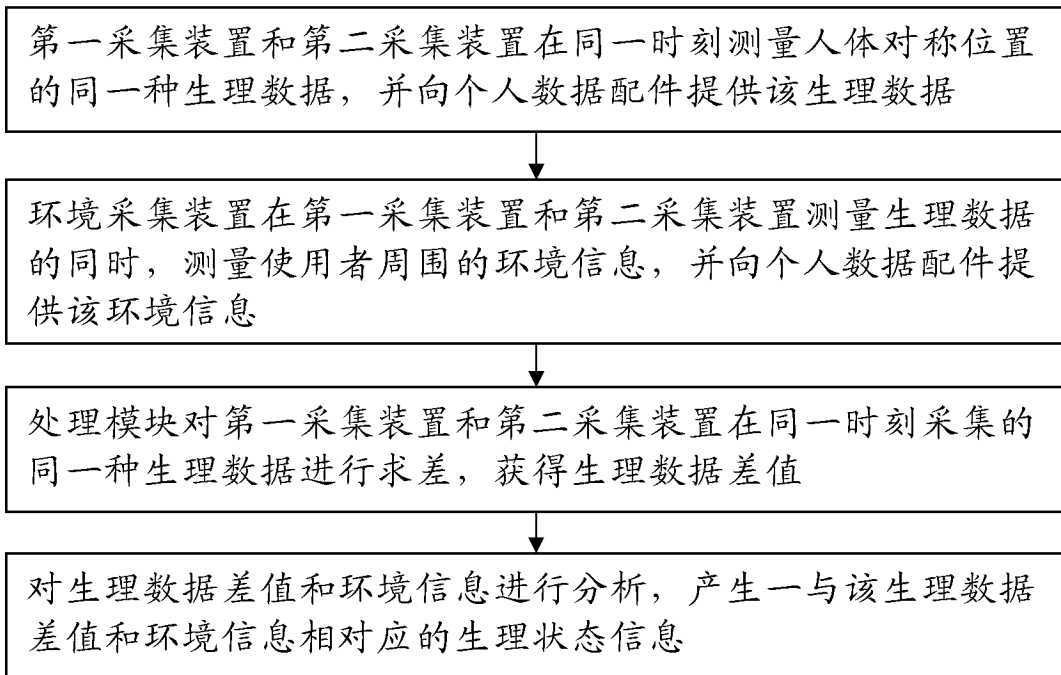 第一采集装置和第二采集装置在同一时刻测量人体对称位置
的同一种生理数据，并向个人数据配件提供该生理数据
环境采集装置在第一采集装置和第二采集装置测量生理数据
的同时，测量使用者周围的环境信息，并向个人数据配件提
供该环境信息
处理模块对第一采集装置和第二采集装置在同一时刻采集的
同一种生理数据进行求差，获得生理数据差值
对生理数据差值和环境信息进行分析，产生一与该生理数据
差值和环境信息相对应的生理状态信息